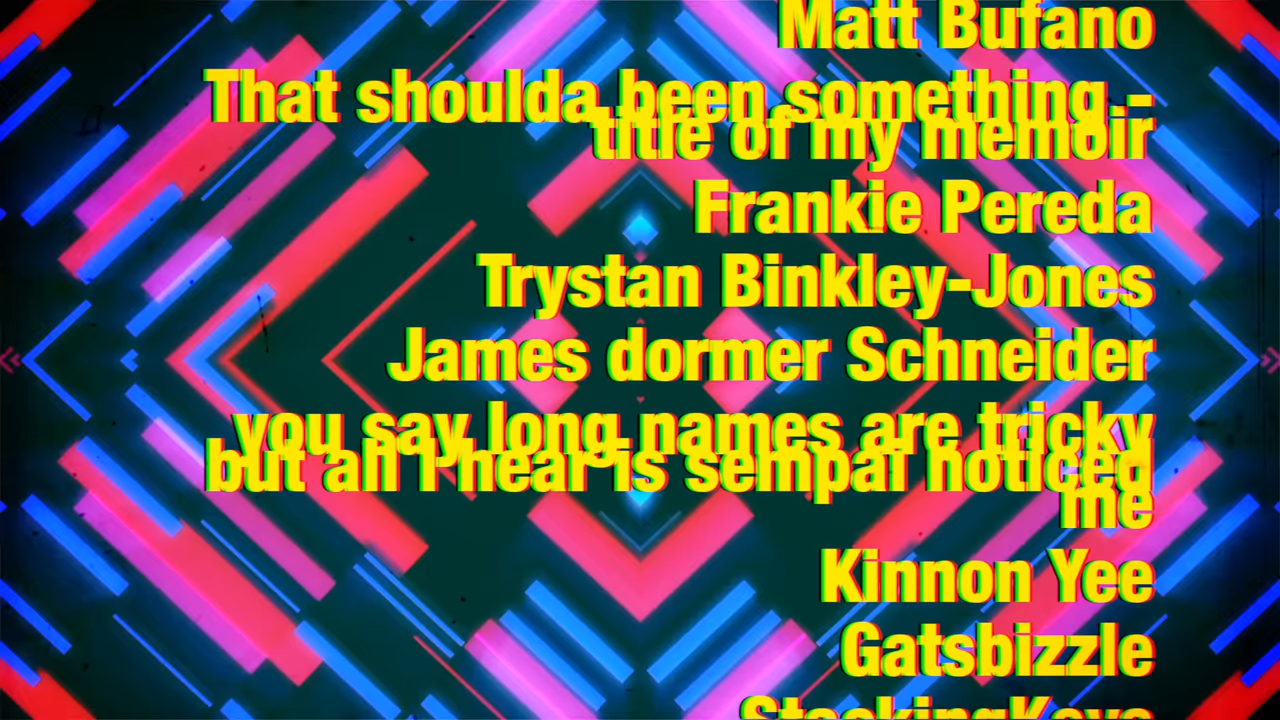 Matt Bufano
That shoulda been something -
title of my memoir
Frankie Pereda
Trystan Binkley-Jones
James dormer Schneider
you say long names are tricky
but all I hear is sempai noticed
me
Kinnon Yee
Gatsbizzle
StackingKeys